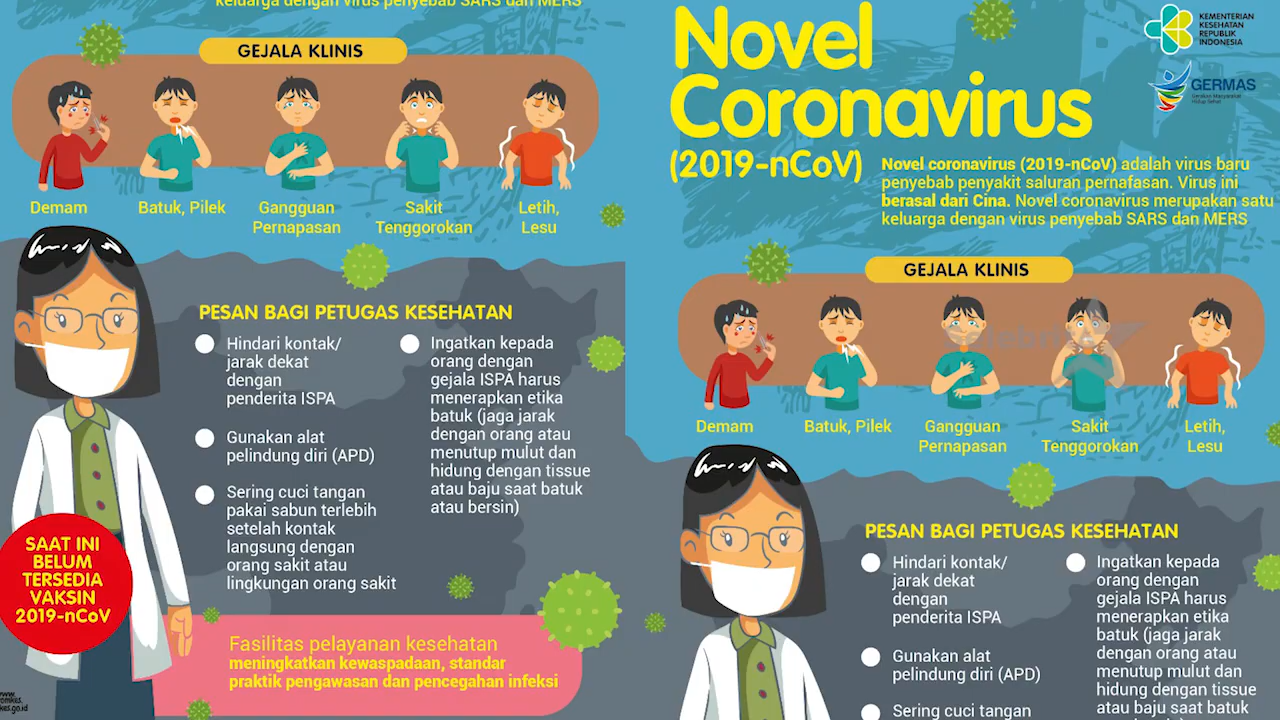 keluarga dengan virus penyebab SARS dan MERS
GEJALA KLINIS
Demam
Batuk, Pilek
Gangguan
Pernapasan
Sakit
Tenggorokan
Letih,
Lesu
PESAN BAGI PETUGAS KESEHATAN
Hindari kontak/
jarak dekat
dengan
penderita ISPA
Gunakan alat
pelindung diri (APD)
Sering cuci tangan
pakai sabun terlebih
setelah kontak
langsung dengan
orang sakit atau
lingkungan orang sakit
Ingatkan kepada
orang dengan
gejala ISPA harus
menerapkan etika
batuk (jaga jarak
dengan orang atau
menutup mulut dan
hidung dengan tissue
atau baju saat batuk
atau bersin)
SAAT INI
BELUM
TERSEDIA
VAKSIN
2019-nCoV
Fasilitas pelayanan kesehatan
meningkatkan kewaspadaan, standar
praktik pengawasan dan pencegahan infeksi
www.
omkes.
kes.go.id
Novel
Coronavirus
(2019-nCoV)
KEMENTERIAN
KESEHATAN
REPUBLIK
INDONESIA
GERMAS
Gerakan Masyarakat
Hidup Sehat
Novel coronavirus (2019-nCoV) adalah virus baru
penyebab penyakit saluran pernafasan. Virus ini
berasal dari Cina. Novel coronavirus merupakan satu
keluarga dengan virus penyebab SARS dan MERS
GEJALA KLINIS
Demam
Batuk, Pilek
Gangguan
Pernapasan
Sakit
Tenggorokan
Letih,
Lesu
PESAN BAGI PETUGAS KESEHATAN
Hindari kontak/
jarak dekat
dengan
penderita ISPA
Gunakan alat
pelindung diri (APD)
Sering cuci tangan
Ingatkan kepada
orang dengan
gejala ISPA harus
menerapkan etika
batuk (jaga jarak
dengan orang atau
menutup mulut dan
hidung dengan tissue
atau baju saat batuk